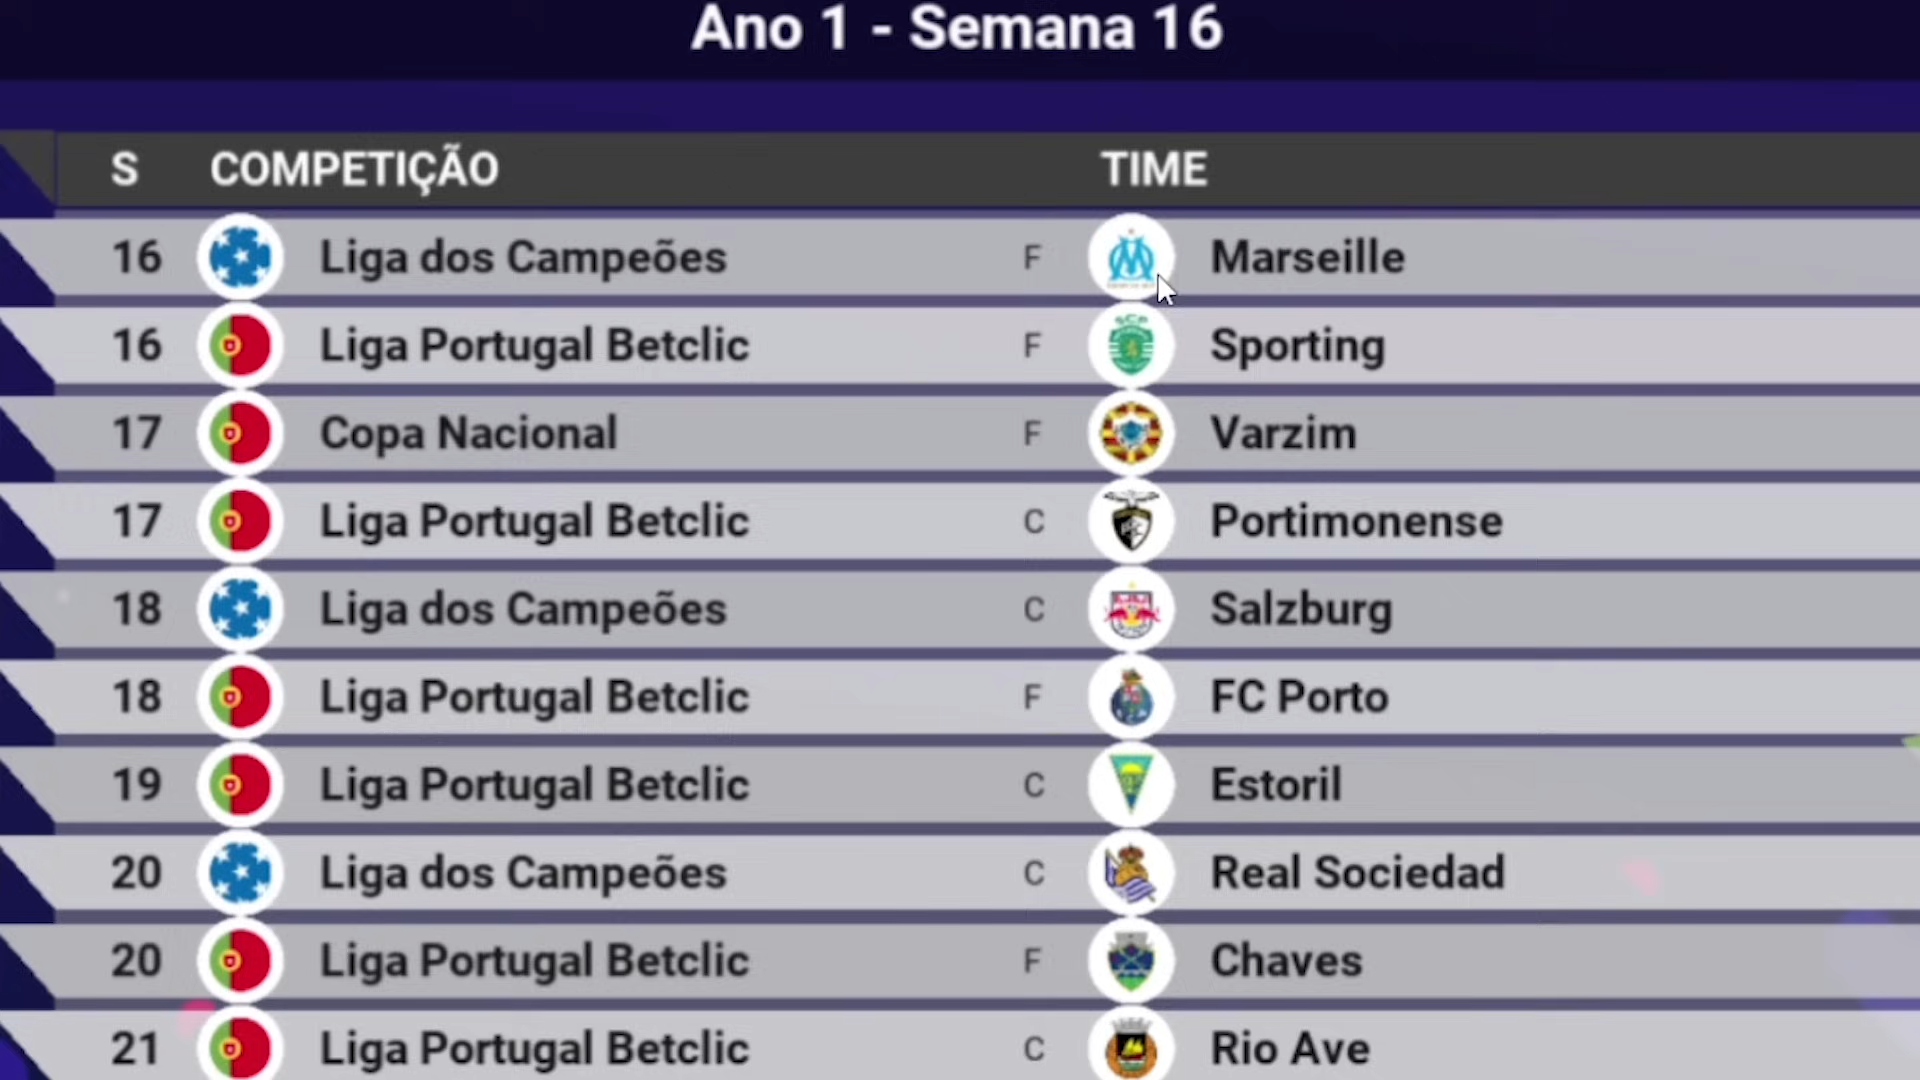 Ano 1 - Semana 16
S COMPETIÇÃO TIME
16 Liga dos Campeões F Marseille
16 Liga Portugal Betclic F Sporting
17 Copa Nacional F Varzim
17 Liga Portugal Betclic C Portimonense
18 Liga dos Campeões C Salzburg
18 Liga Portugal Betclic F FC Porto
19 Liga Portugal Betclic C Estoril
20 Liga dos Campeões C Real Sociedad
20 Liga Portugal Betclic F Chaves
21 Liga Portugal Betclic C Rio Ave